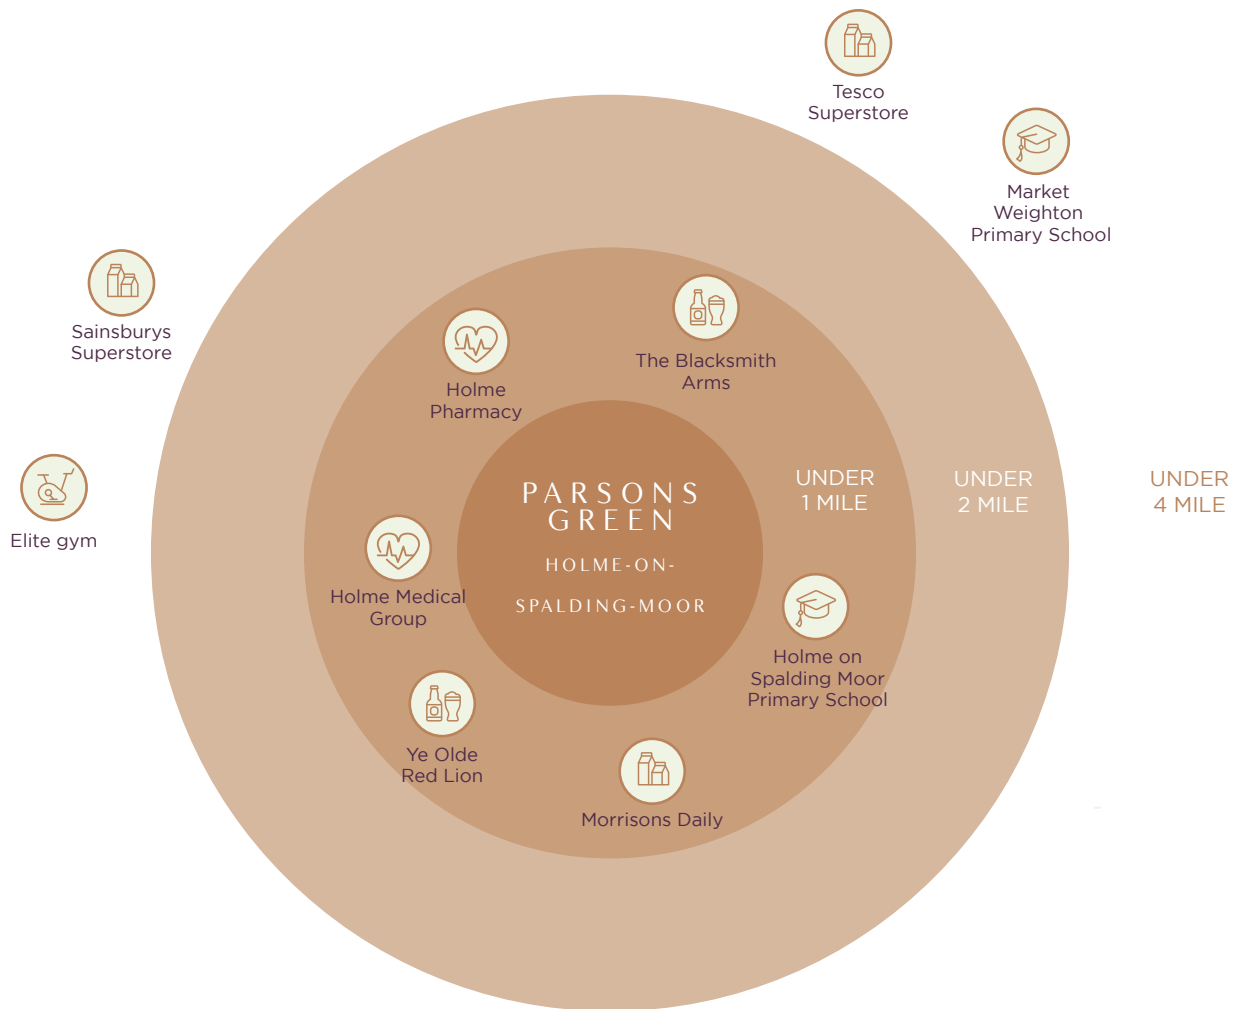 Tesco
Superstore
Market
Weighton
Primary School
Sainsburys
Superstore
The Blacksmith
Arms
Holme
Pharmacy
UNDER
1 MILE
UNDER
2 MILE
UNDER
4 MILE
PARSONS
GREEN
HOLME-ON-
SPALDING-MOOR
Elite gym
Holme Medical
Group
Holme on
Spalding Moor
Primary School
Ye Olde
Red Lion
Morrisons Daily